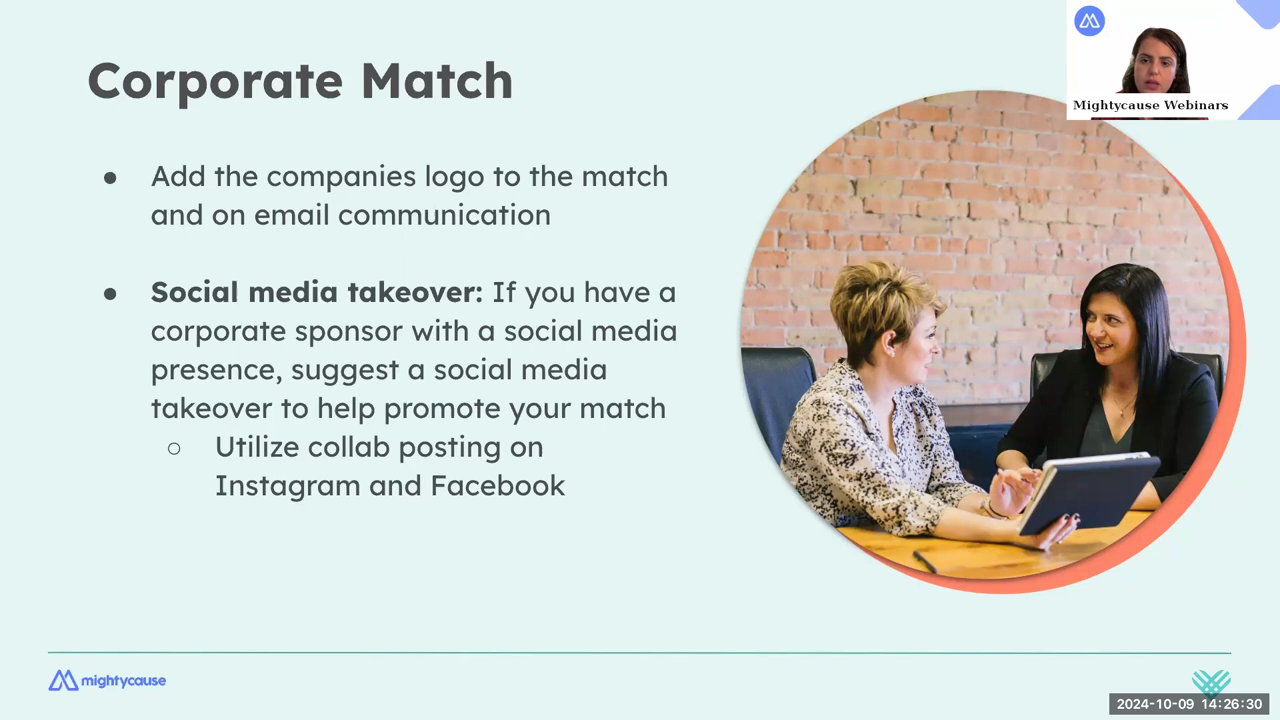 Corporate Match
Mightycause Webinars
● Add the companies logo to the match
and on email communication
● Social media takeover: If you have a
corporate sponsor with a social media
presence, suggest a social media
takeover to help promote your match
○ Utilize collab posting on
Instagram and Facebook
mightycause
2024-10-09 14:26:30